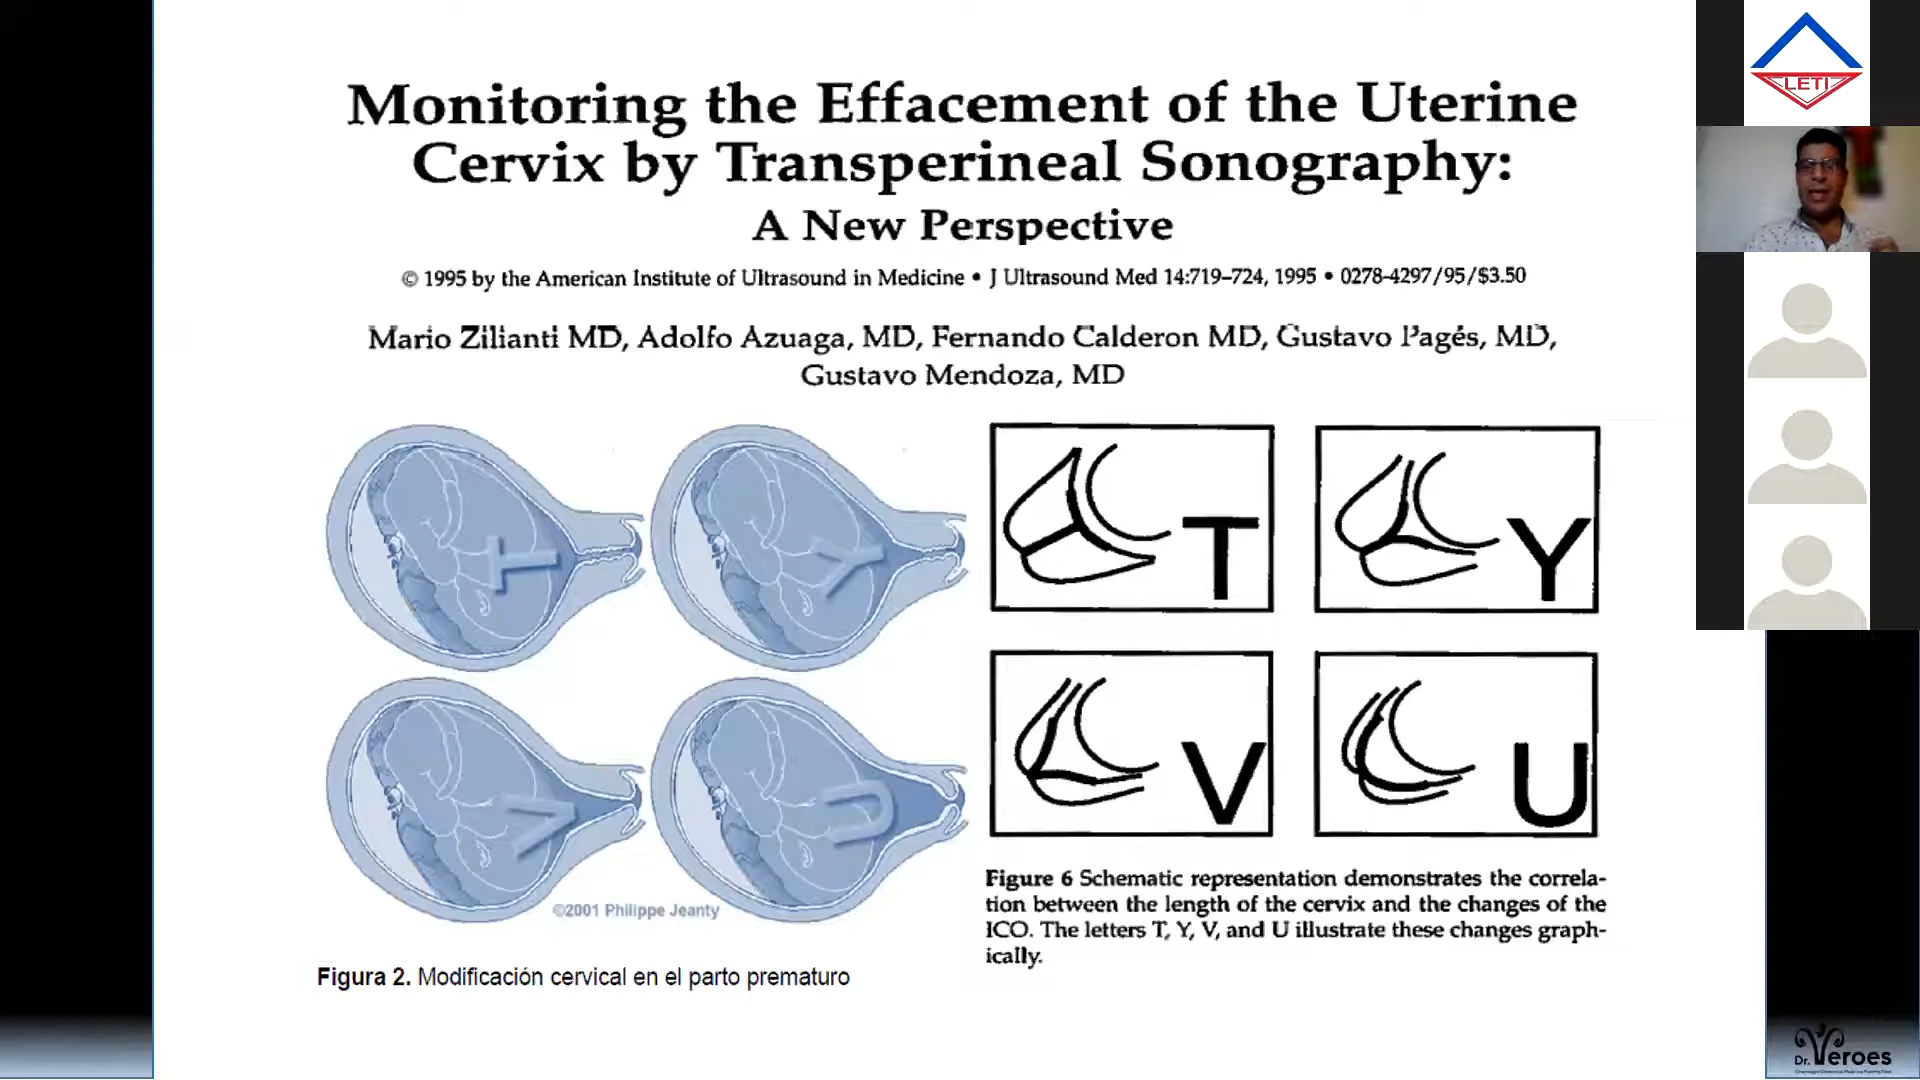 Monitoring the Effacement of the Uterine
Cervix by Transperineal Sonography:
A New Perspective
© 1995 by the American Institute of Ultrasound in Medicine • J Ultrasound Med 14:719–724, 1995 • 0278-4297/95/$3.50
Mario Zilianti MD, Adolfo Azuaga, MD, Fernando Calderon MD, Gustavo Pagés, MD,
Gustavo Mendoza, MD
T
Y
V
U
©2001 Philippe Jeanty
Figura 2. Modificación cervical en el parto prematuro
T
Y
V
U
Figure 6 Schematic representation demonstrates the correla-
tion between the length of the cervix and the changes of the
ICO. The letters T, Y, V, and U illustrate these changes graph-
ically.
LETI
Dr. Yeroes